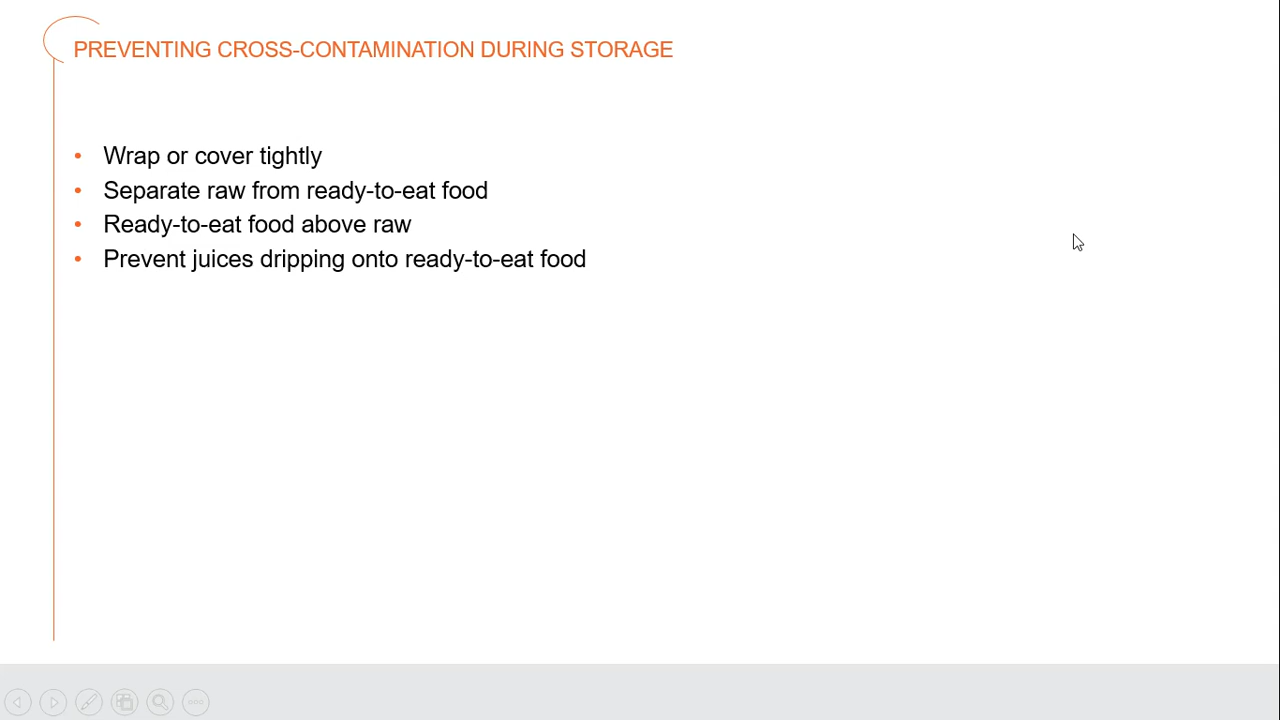 PREVENTING CROSS-CONTAMINATION DURING STORAGE
• Wrap or cover tightly
• Separate raw from ready-to-eat food
• Ready-to-eat food above raw
• Prevent juices dripping onto ready-to-eat food